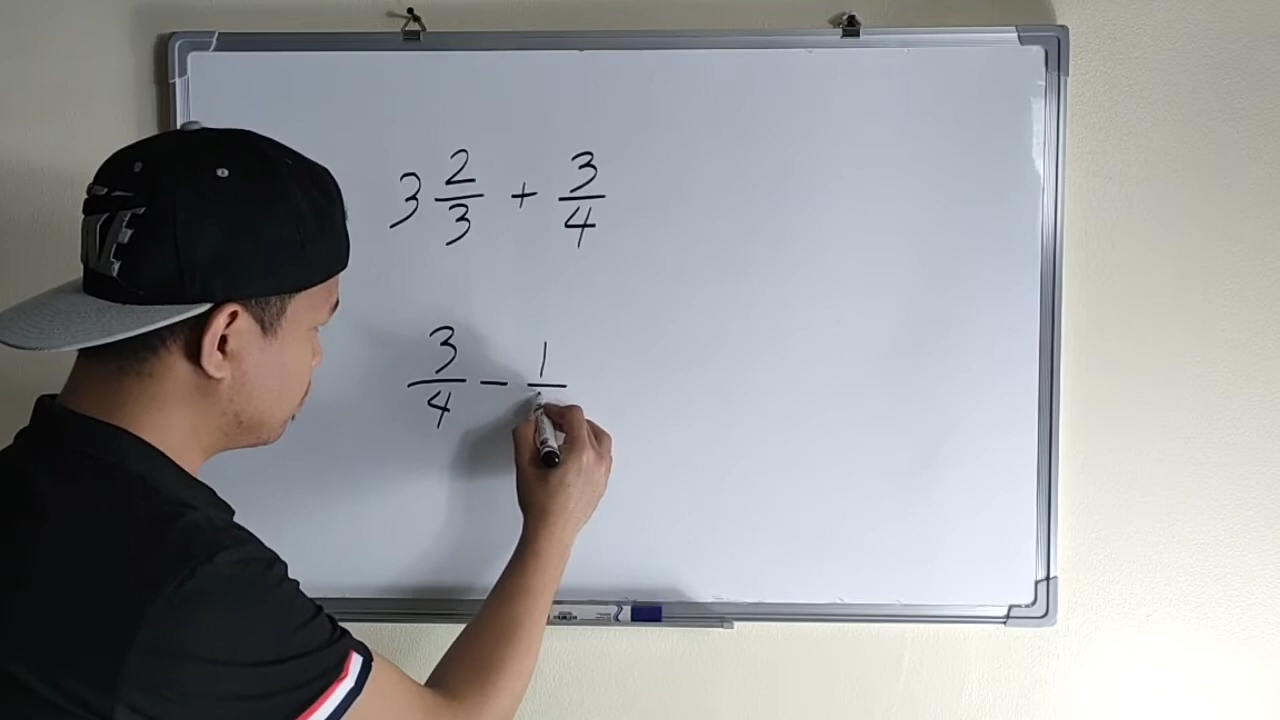 3 2/3 + 3/4
3/4 - 1/